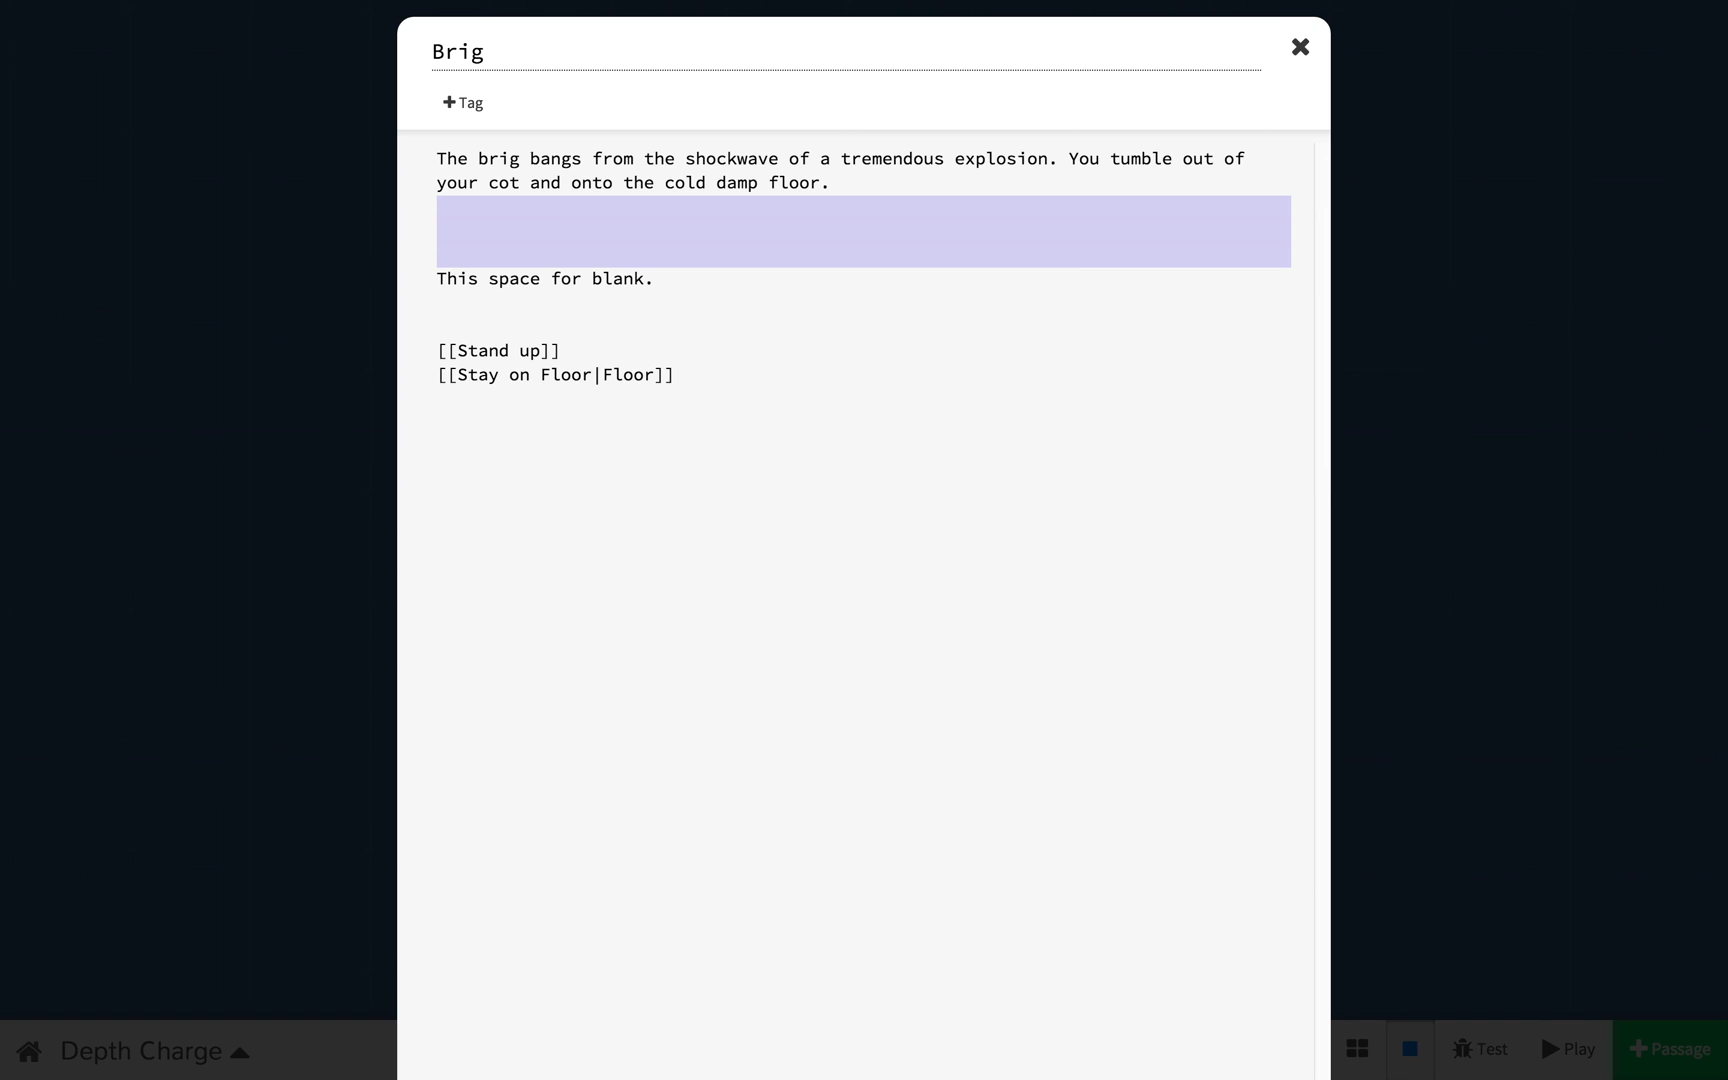 Brig
Tag
The brig bangs from the shockwave of a tremendous explosion. You tumble out of
your cot and onto the cold damp floor.
This space for blank.
[[Stand up]]
[[Stay on Floor|Floor]]
Depth Charge
Test
Play
Passage